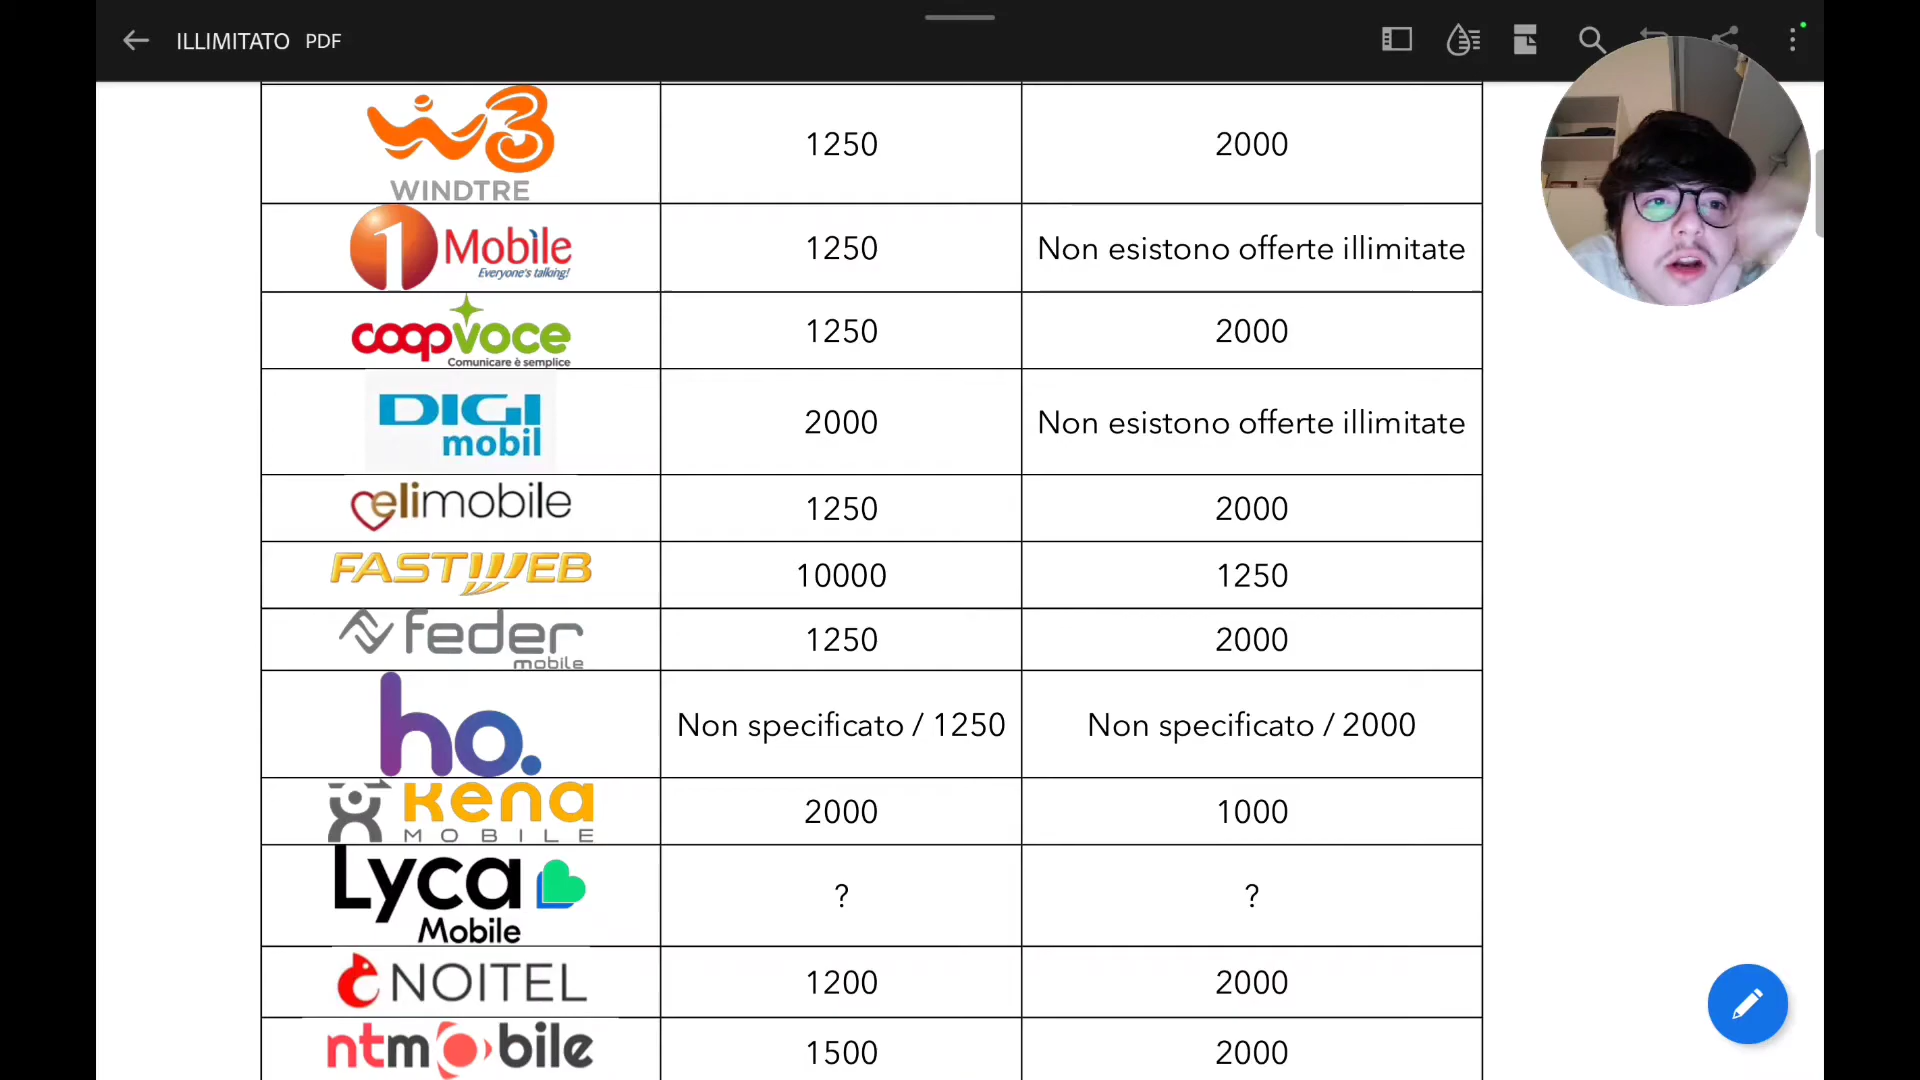 ILLIMITATO PDF
WINDTRE 1250 2000
1 Mobile
Everyone's talking!
1250 Non esistono offerte illimitate
coopvoce
Comunicare è semplice
1250 2000
DIGI
mobil
2000 Non esistono offerte illimitate
elimobile 1250 2000
FASTWEB 10000 1250
feder
mobile
1250 2000
ho. Non specificato / 1250 Non specificato / 2000
kena
MOBILE
2000 1000
Lyca
Mobile
? ?
NOITEL 1200 2000
ntmobile 1500 2000